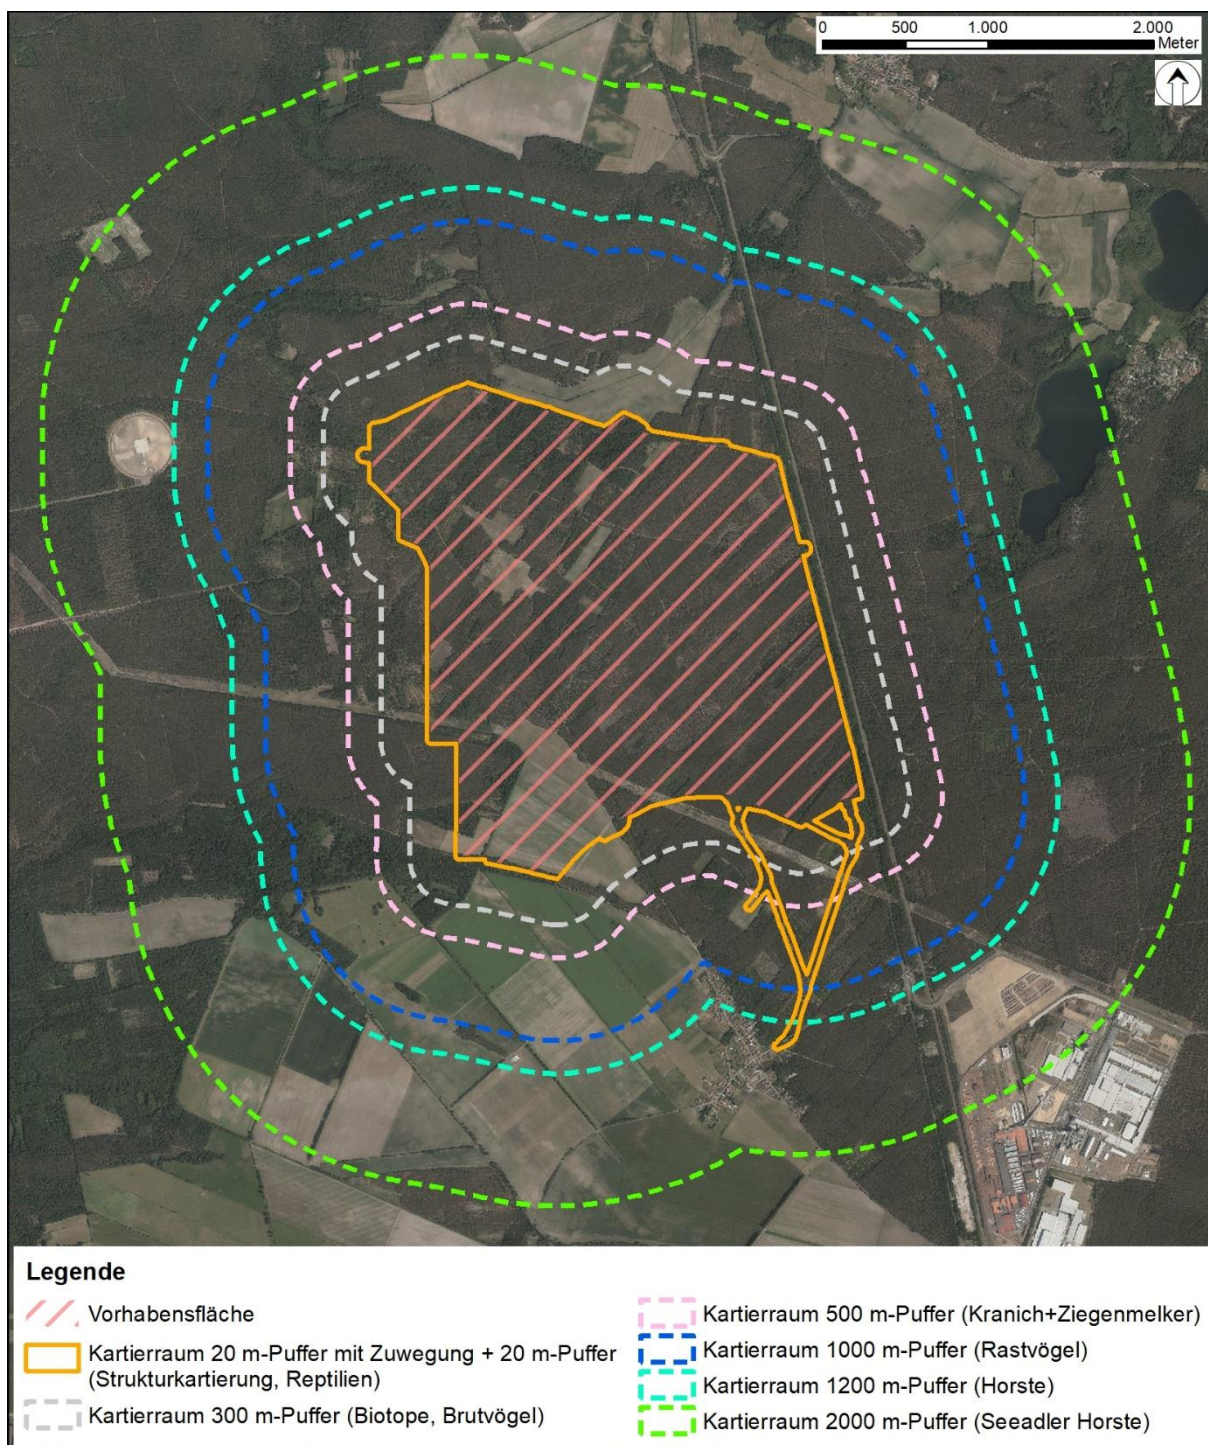 0 500 1.000 2.000
Meter
Legende
Vorhabensfläche
Kartierraum 20 m-Puffer mit Zuwegung + 20 m-Puffer
(Strukturkartierung, Reptilien)
Kartierraum 300 m-Puffer (Biotope, Brutvögel)
Kartierraum 500 m-Puffer (Kranich+Ziegenmelker)
Kartierraum 1000 m-Puffer (Rastvögel)
Kartierraum 1200 m-Puffer (Horste)
Kartierraum 2000 m-Puffer (Seeadler Horste)